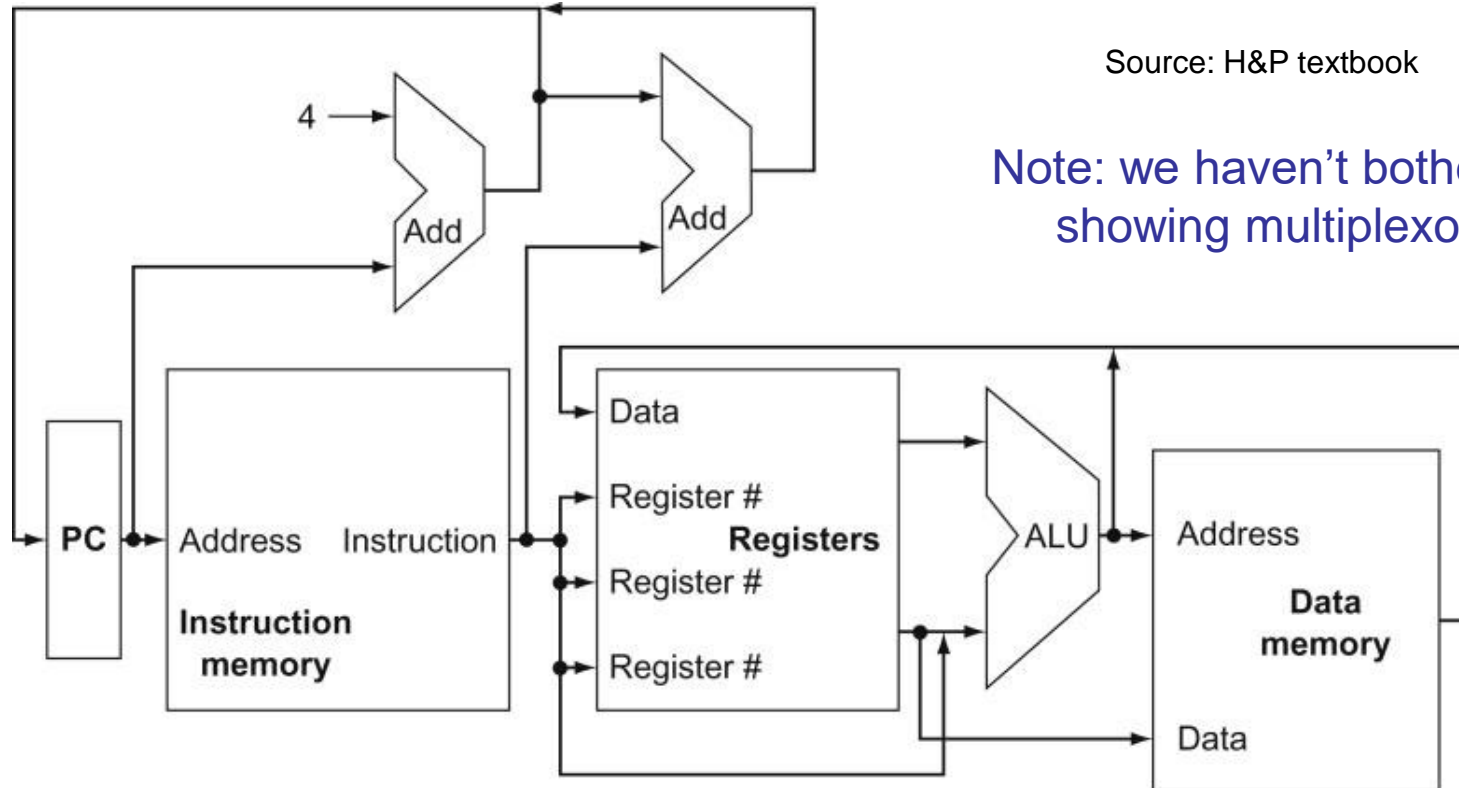 Source: H&P textbook
Note: we haven’t bothe
showing multiplexo
4
Add
Add
PC
Address
Instruction
Instruction
memory
Data
Register #
Registers
Register #
Register #
ALU
Address
Data
memory
Data